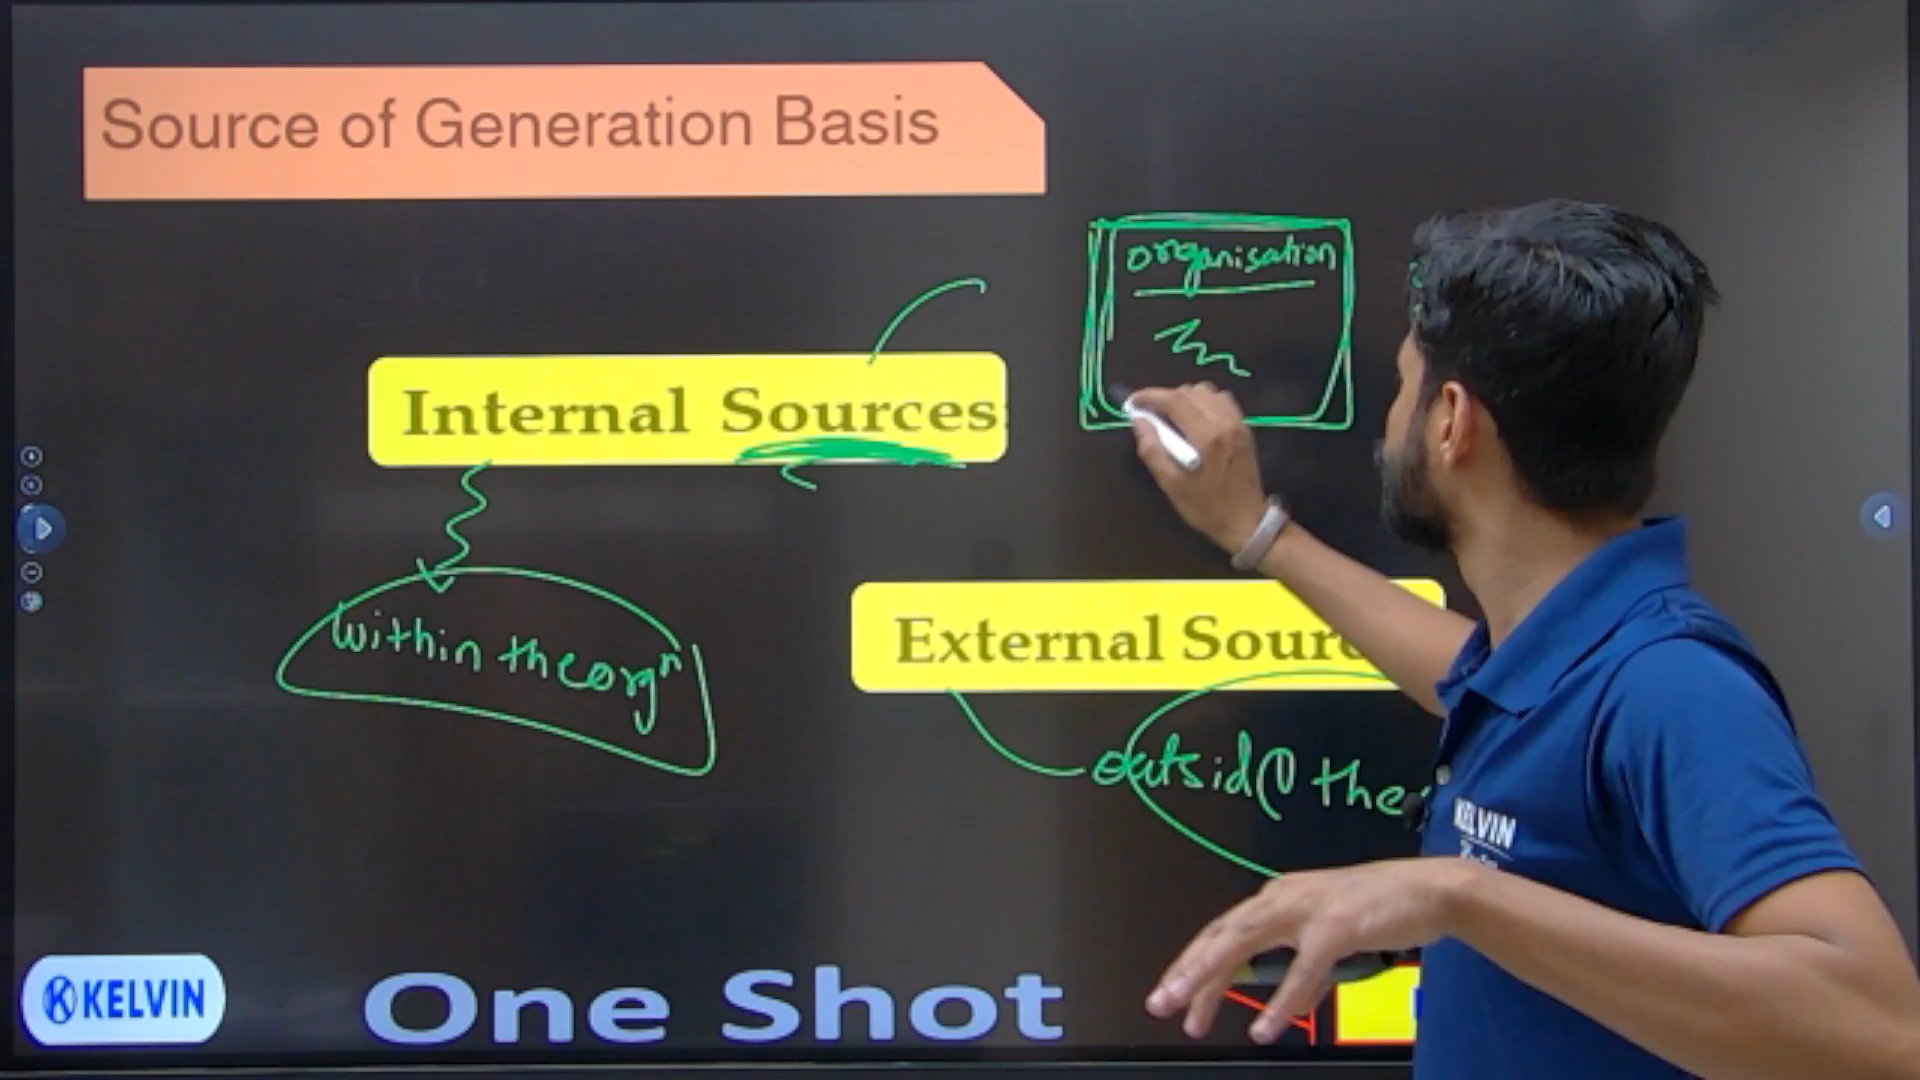 Source of Generation Basis
organisation
Internal Sources
within the orgn
External Sour
outside the
KELVIN
KELVIN
One Shot